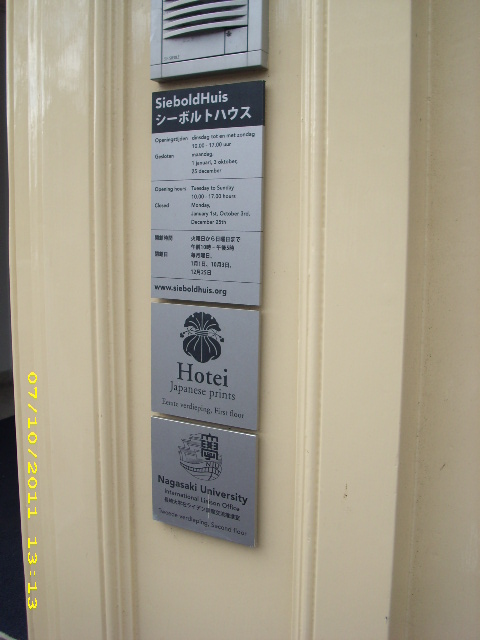 SieboldHuis
シーボルトハウス
Openingstijden dinsdag tot en met zondag
10.00 - 17.00 uur
Gesloten maandag,
1 januari, 3 oktober,
25 december
Opening hours Tuesday to Sunday
10.00 - 17.00 hours
Closed Monday,
January 1st, October 3rd,
December 25th
開館時間 火曜日から日曜日まで
午前10時 - 午後5時
休館日 毎月曜日、
1月1日、10月3日、
12月25日
www.sieboldhuis.org
Hotei
Japanese prints
Eerste verdieping, First floor
Nagasaki University
International Liaison Office
Tweede verdieping, Second floor
07/10/2011 13:13